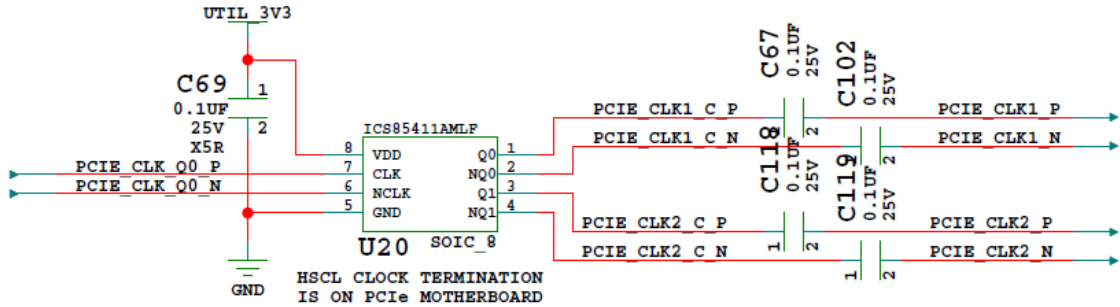 UTIL_3V3
C69
1
0.1UF
25V
2
X5R
ICS85411AMLF
8 VDD Q0 1
7 CLK NQ0 2
6 NCLK Q1 3
5 GND NQ1 4
PCIE_CLK_Q0_P
PCIE_CLK_Q0_N
U20
SOIC_8
GND
HSCL CLOCK TERMINATION
IS ON PCIe MOTHERBOARD
C67
0.1UF
25V
C102
0.1UF
25V
PCIE_CLK1_C_P
2
PCIE_CLK1_P
PCIE_CLK1_C_N
2
PCIE_CLK1_N
C118
0.1UF
25V
C119
0.1UF
25V
PCIE_CLK2_C_P
1
2
PCIE_CLK2_P
PCIE_CLK2_C_N
1
2
PCIE_CLK2_N